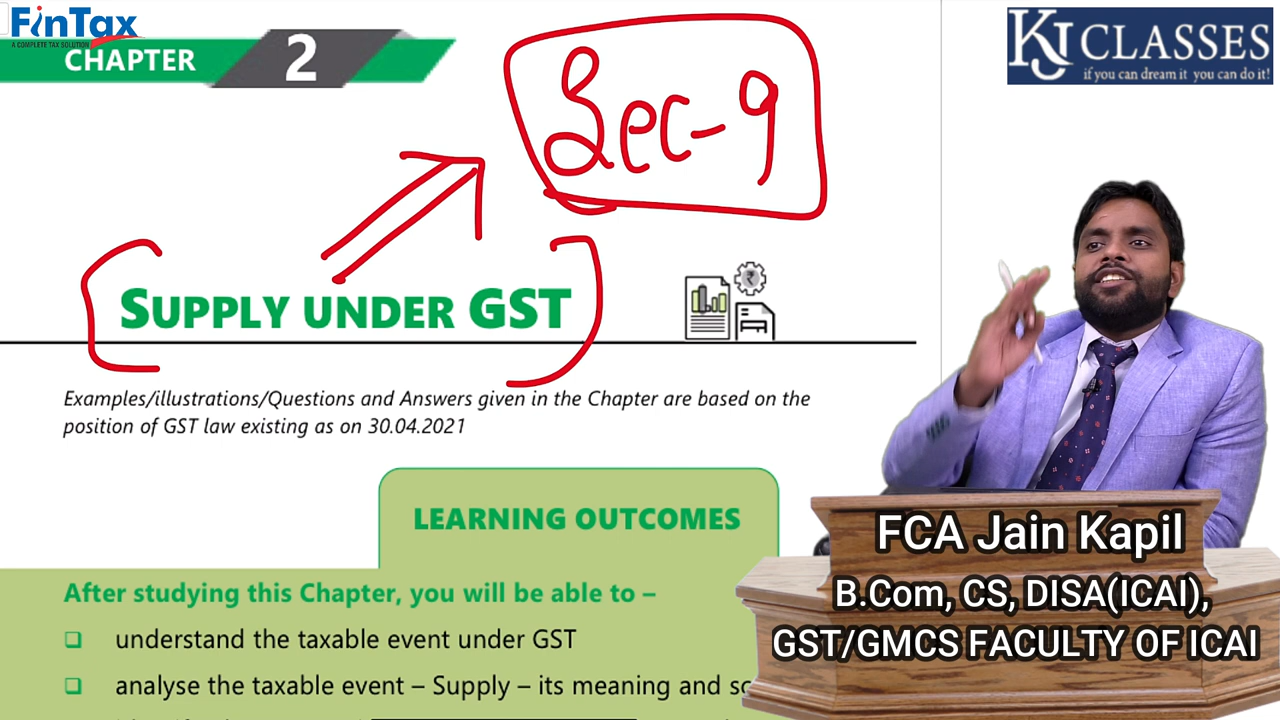 FinTax
A COMPLETE TAX SOLUTION
CHAPTER 2
Sec-9
KJ CLASSES
if you can dream it you can do it!
SUPPLY UNDER GST
Examples/illustrations/Questions and Answers given in the Chapter are based on the
position of GST law existing as on 30.04.2021
LEARNING OUTCOMES
After studying this Chapter, you will be able to –
❑ understand the taxable event under GST
❑ analyse the taxable event – Supply – its meaning and
FCA Jain Kapil
B.Com, CS, DISA(ICAI),
GST/GMCS FACULTY OF ICAI